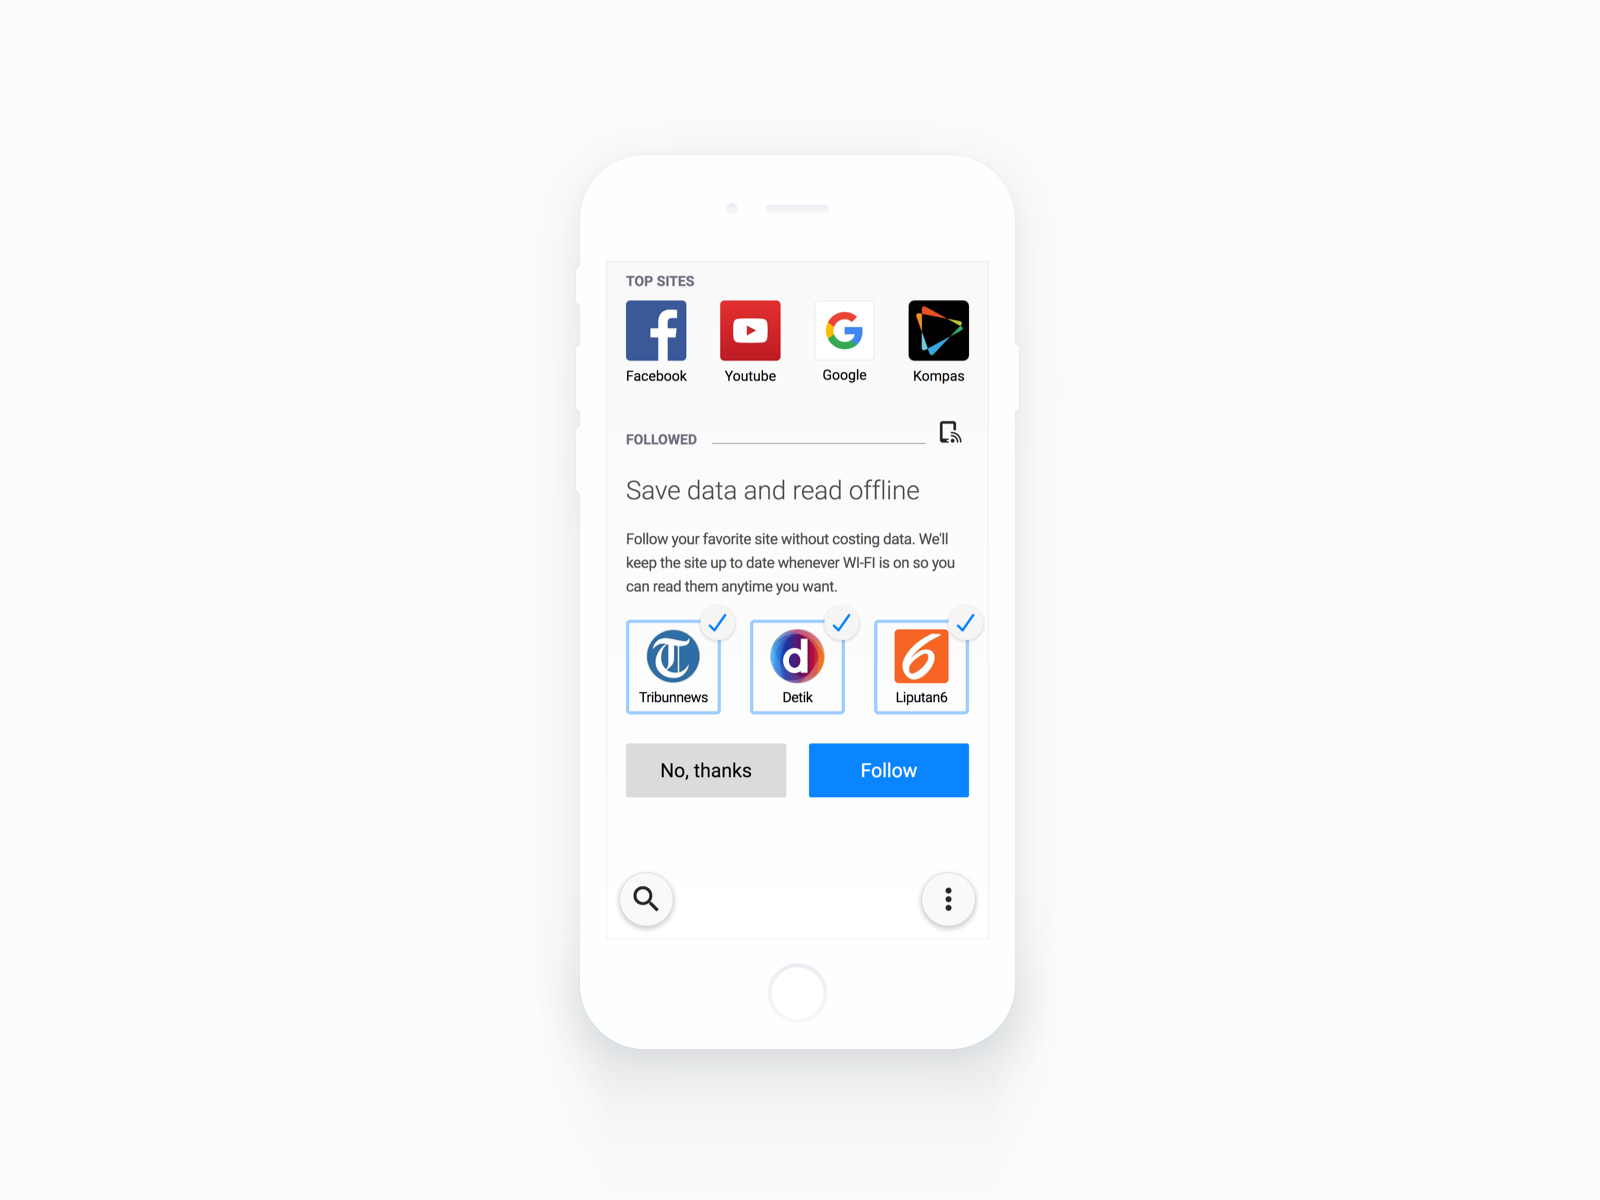 TOP SITES
Facebook Youtube Google Kompas
FOLLOWED
Save data and read offline
Follow your favorite site without costing data. We'll
keep the site up to date whenever WI-FI is on so you
can read them anytime you want.
Tribunnews Detik Liputan6
No, thanks Follow